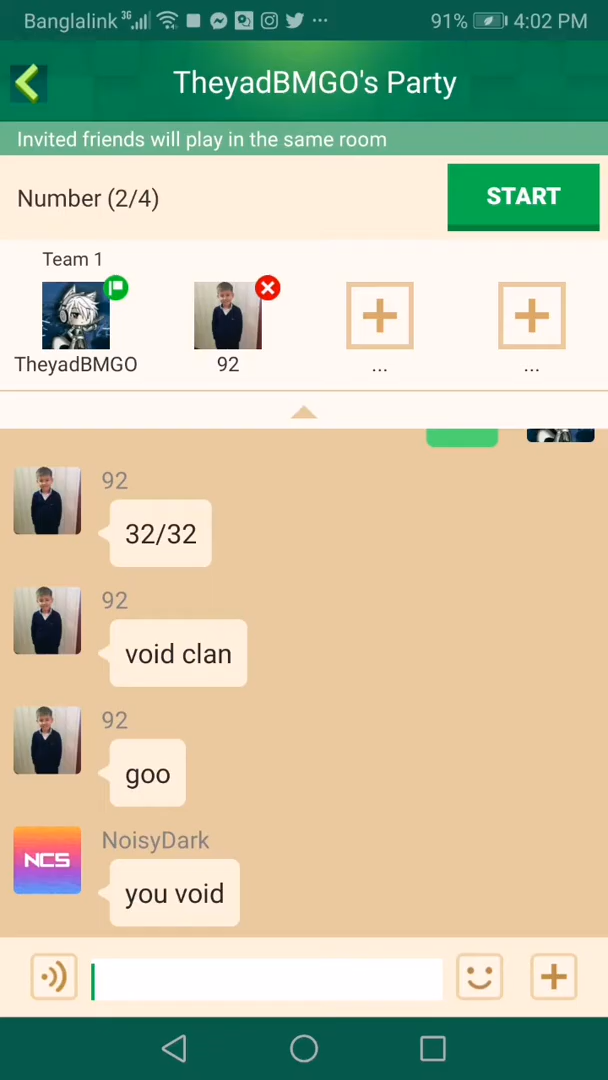 Banglalink 3G 91% 4:02 PM
TheyadBMGO's Party
Invited friends will play in the same room
Number (2/4)
START
Team 1
TheyadBMGO
92
...
...
92
32/32
92
void clan
92
goo
NoisyDark
NCS
you void